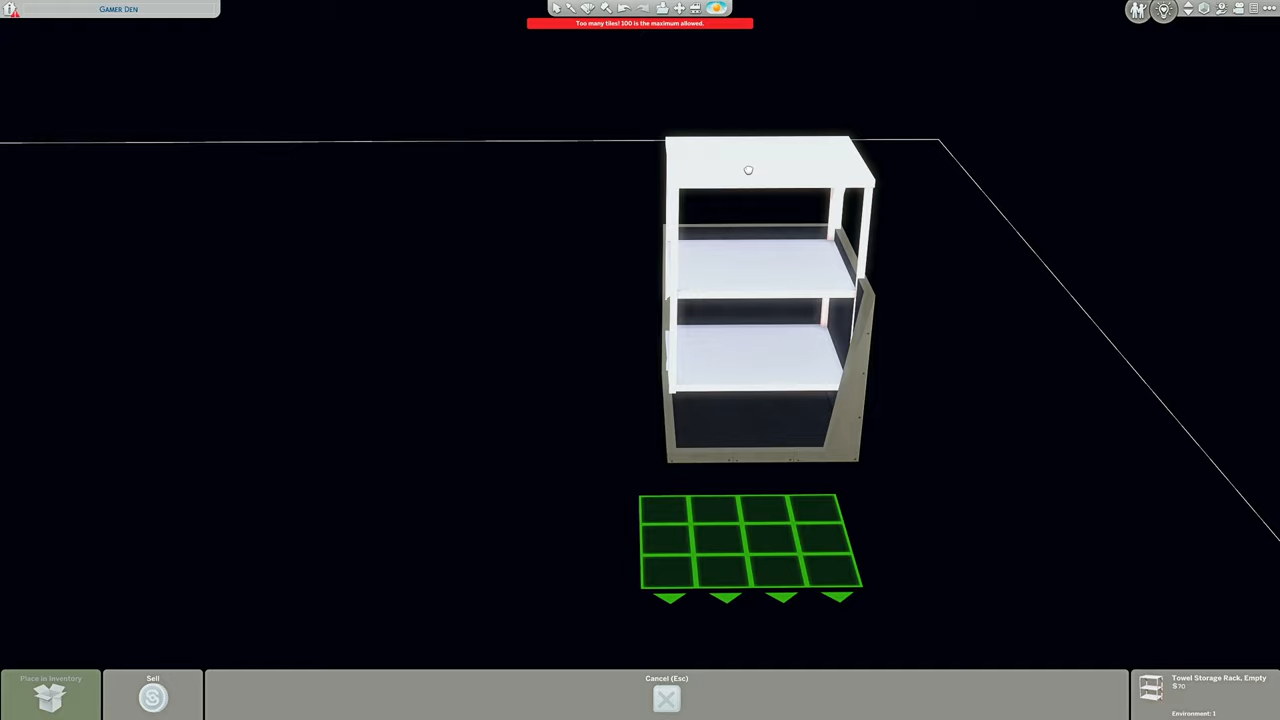 GAMER DEN
Too many tiles! 100 is the maximum allowed.
Place in Inventory
Sell
Cancel (Esc)
Towel Storage Rack, Empty
§70
Environment: 1